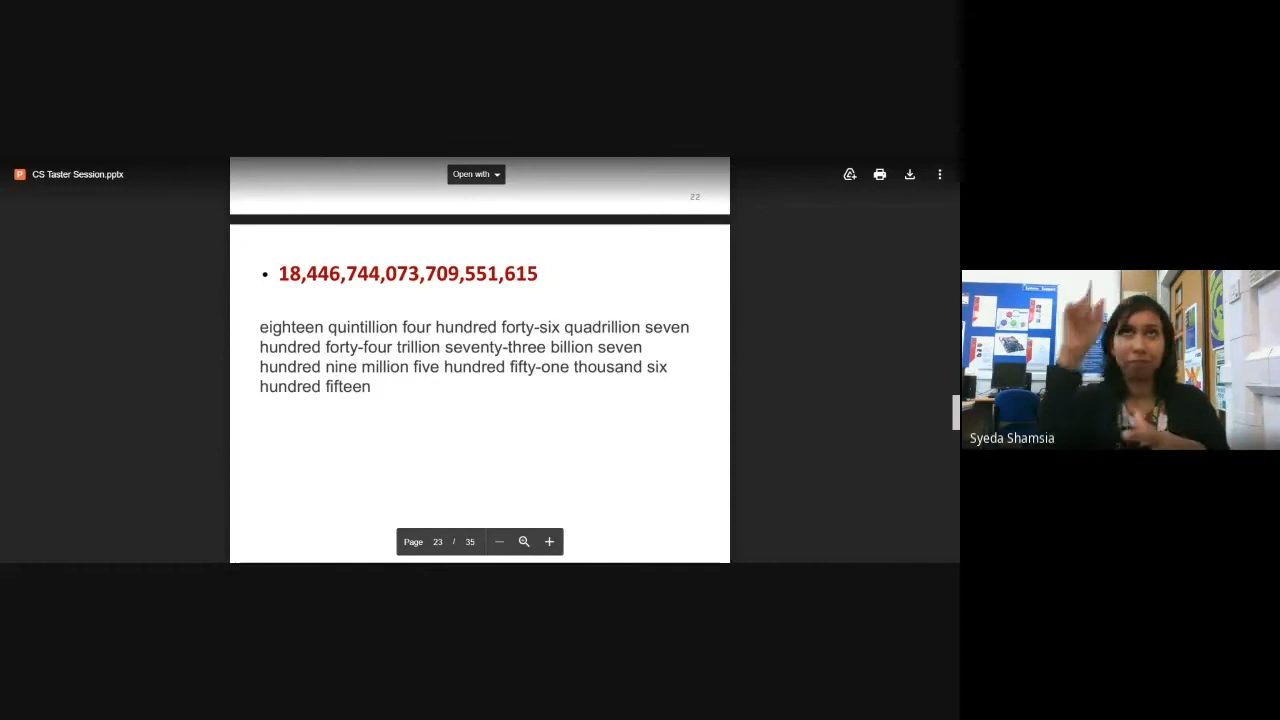 CS Taster Session.pptx
Open with
22
• 18,446,744,073,709,551,615
eighteen quintillion four hundred forty-six quadrillion seven
hundred forty-four trillion seventy-three billion seven
hundred nine million five hundred fifty-one thousand six
hundred fifteen
Page 23 / 35
Syeda Shamsia